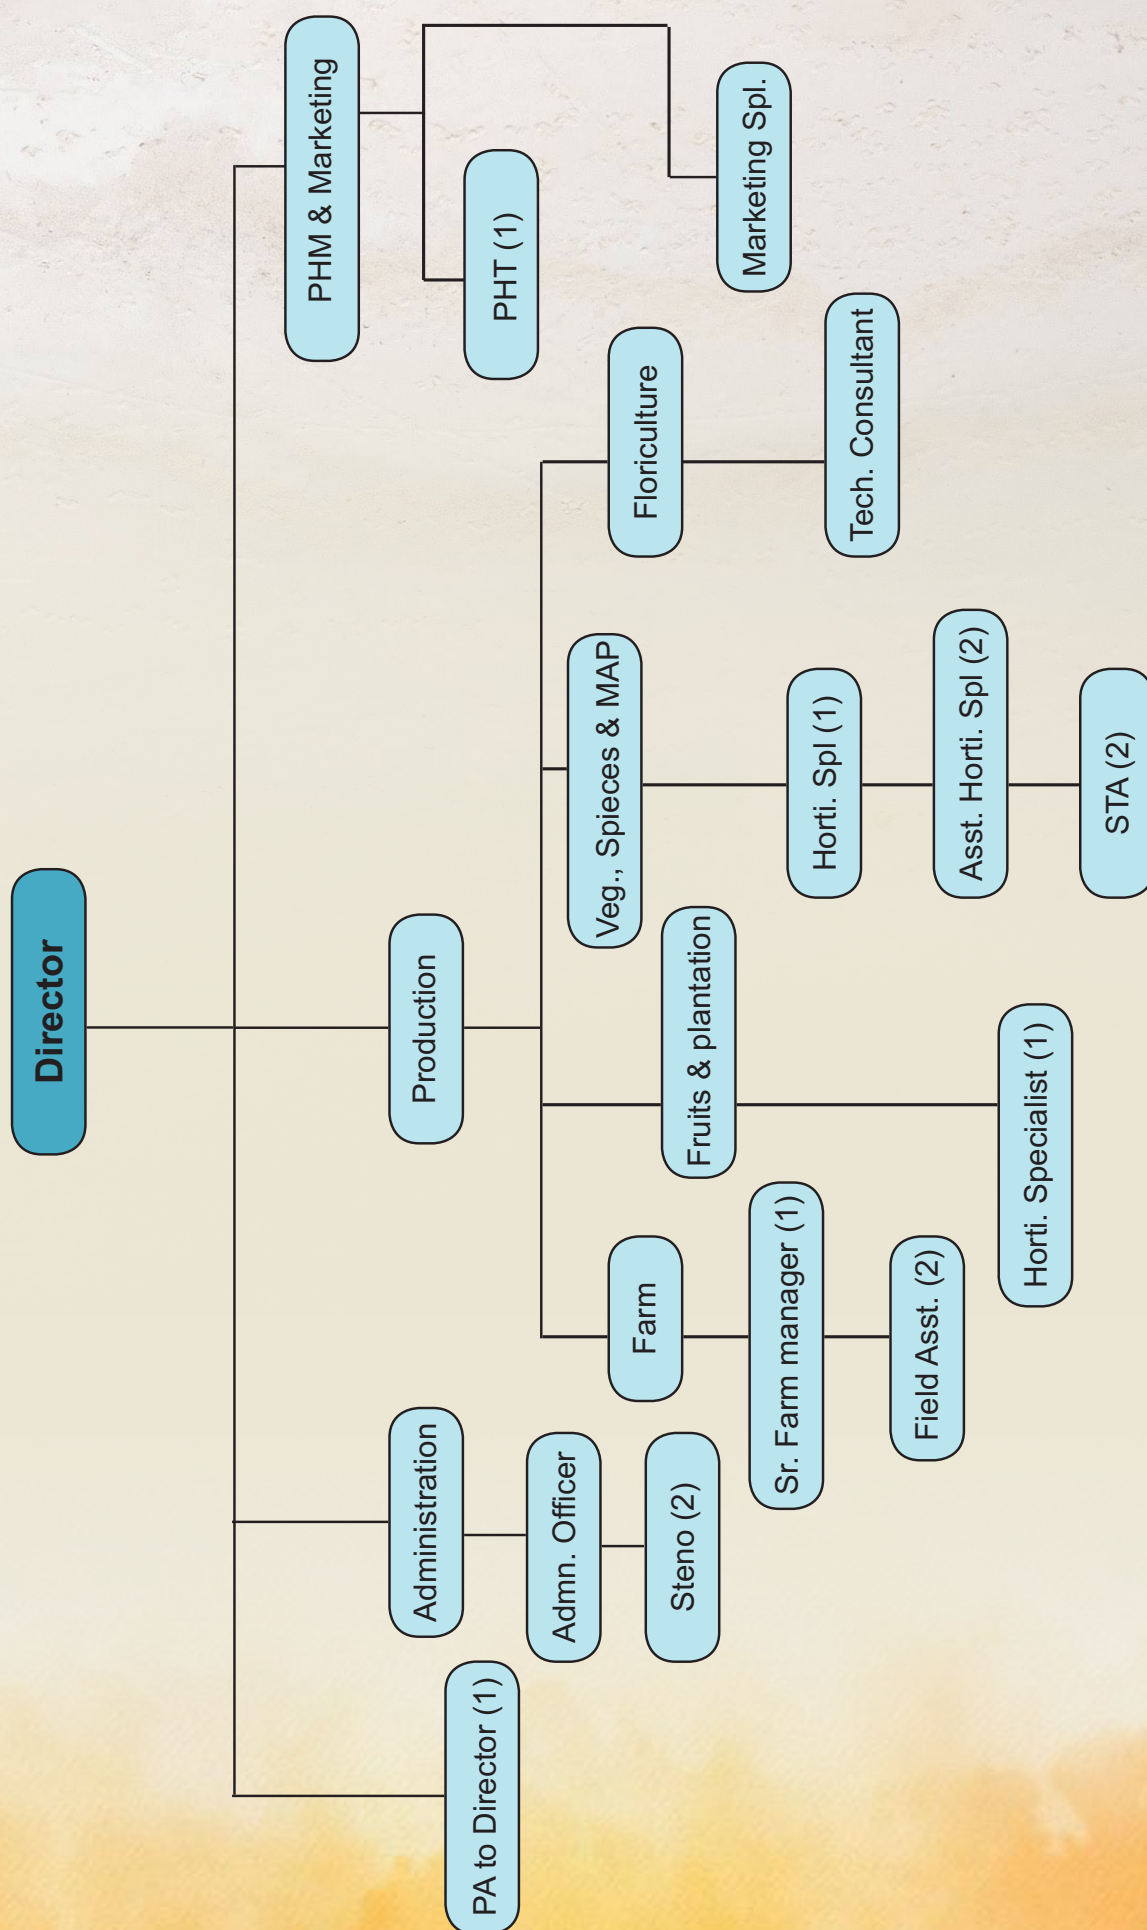 Director
PA to Director (1)
Administration
Admn. Officer
Steno (2)
Production
Farm
Sr. Farm manager (1)
Field Asst. (2)
Fruits & plantation
Horti. Specialist (1)
Veg., Spieces & MAP
Horti. Spl (1)
Asst. Horti. Spl (2)
STA (2)
Floriculture
Tech. Consultant
PHM & Marketing
PHT (1)
Marketing Spl.